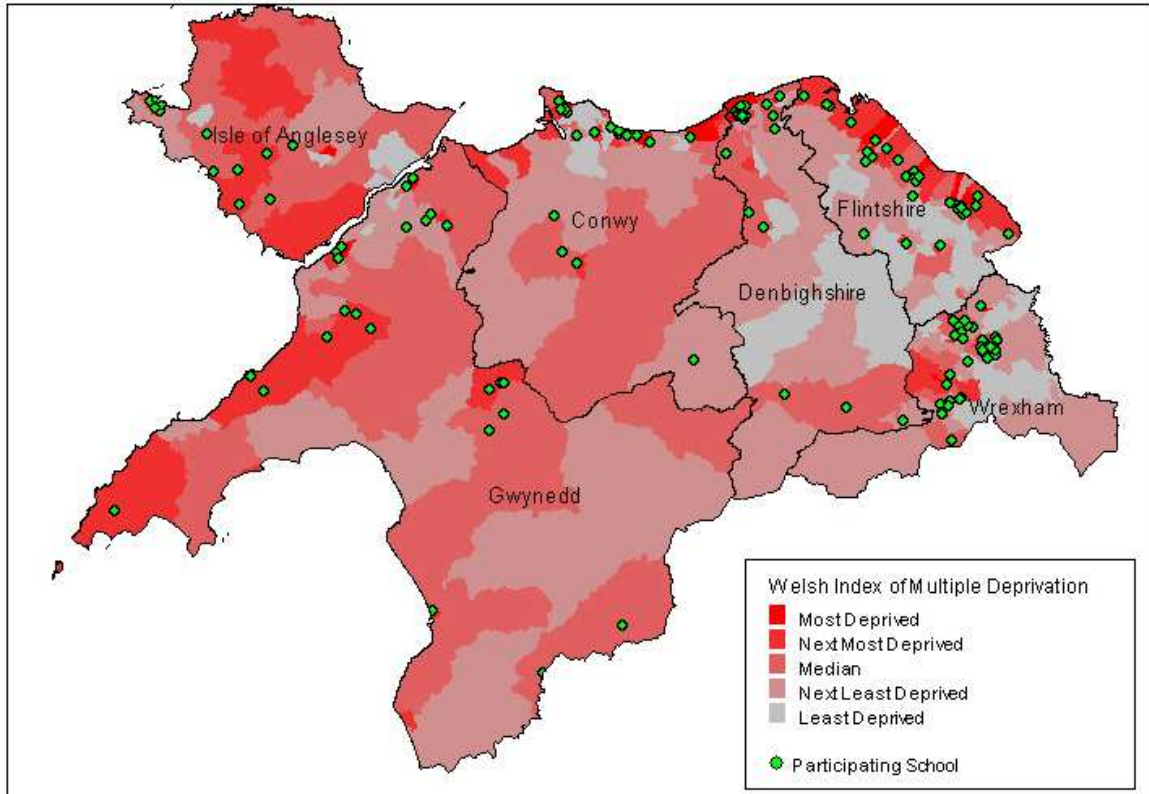 Isle of Anglesey
Conwy
Flintshire
Denbighshire
Wrexham
Gwynedd
Welsh Index of Multiple Deprivation
Most Deprived
Next Most Deprived
Median
Next Least Deprived
Least Deprived
Participating School